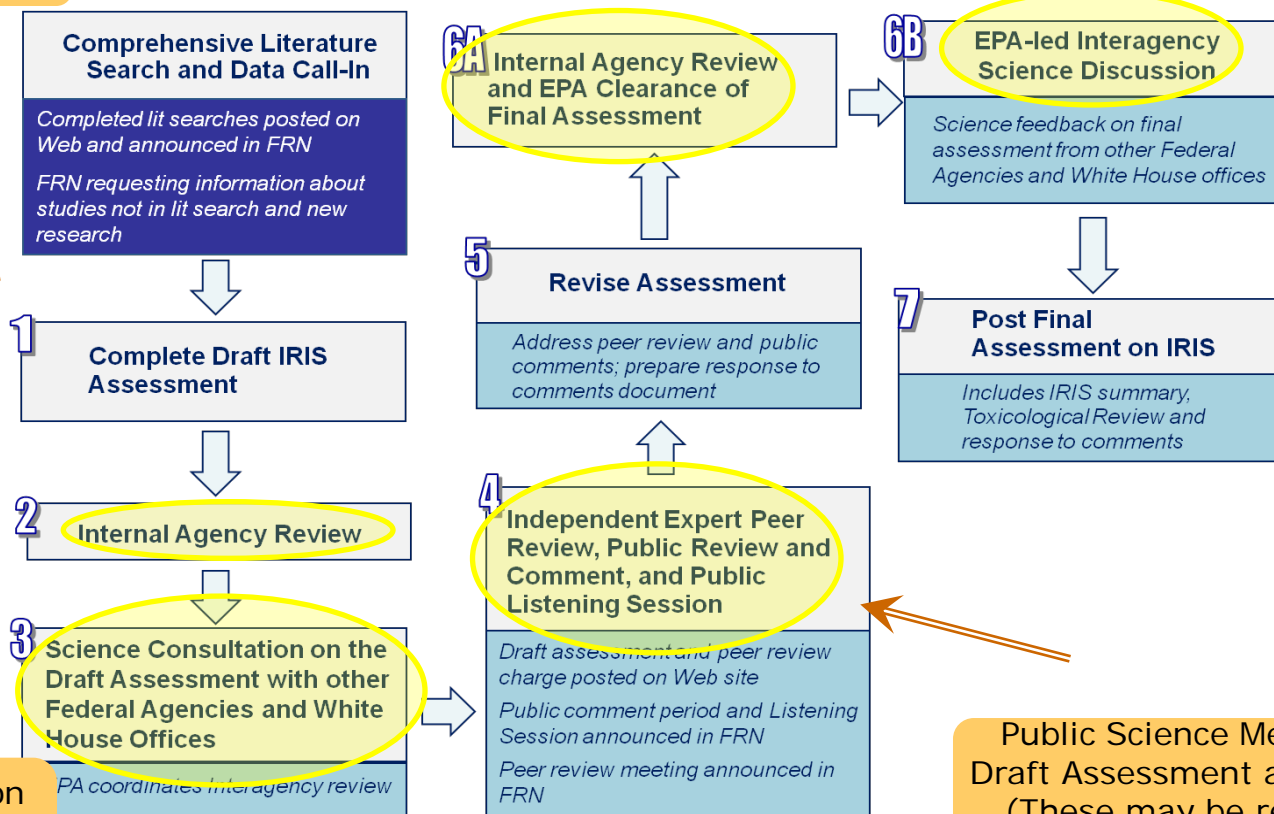 Comprehensive Literature
Search and Data Call-In
Completed lit searches posted on
Web and announced in FRN
FRN requesting information about
studies not in lit search and new
research
1
Complete Draft IRIS
Assessment
2
Internal Agency Review
3
Science Consultation on the
Draft Assessment with other
Federal Agencies and White
House Offices
EPA coordinates Interagency review
on
4
Independent Expert Peer
Review, Public Review and
Comment, and Public
Listening Session
Draft assessment and peer review
charge posted on Web site
Public comment period and Listening
Session announced in FRN
Peer review meeting announced in
FRN
5
Revise Assessment
Address peer review and public
comments; prepare response to
comments document
6A
Internal Agency Review
and EPA Clearance of
Final Assessment
6B
EPA-led Interagency
Science Discussion
Science feedback on final
assessment from other Federal
Agencies and White House offices
7
Post Final
Assessment on IRIS
Includes IRIS summary,
Toxicological Review and
response to comments
Public Science Me
Draft Assessment a
(These may be re